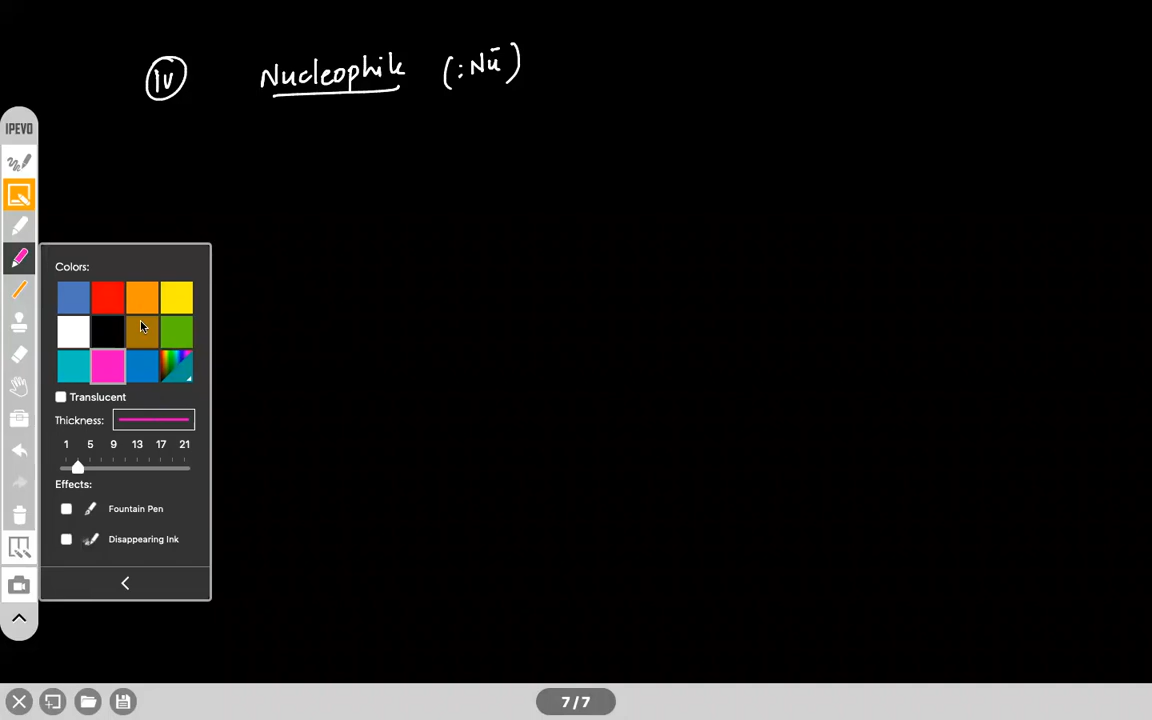 (iv) Nucleophile (:Nu⁻)
IPEVO
Colors:
Translucent
Thickness:
1 5 9 13 17 21
Effects:
Fountain Pen
Disappearing Ink
7 / 7